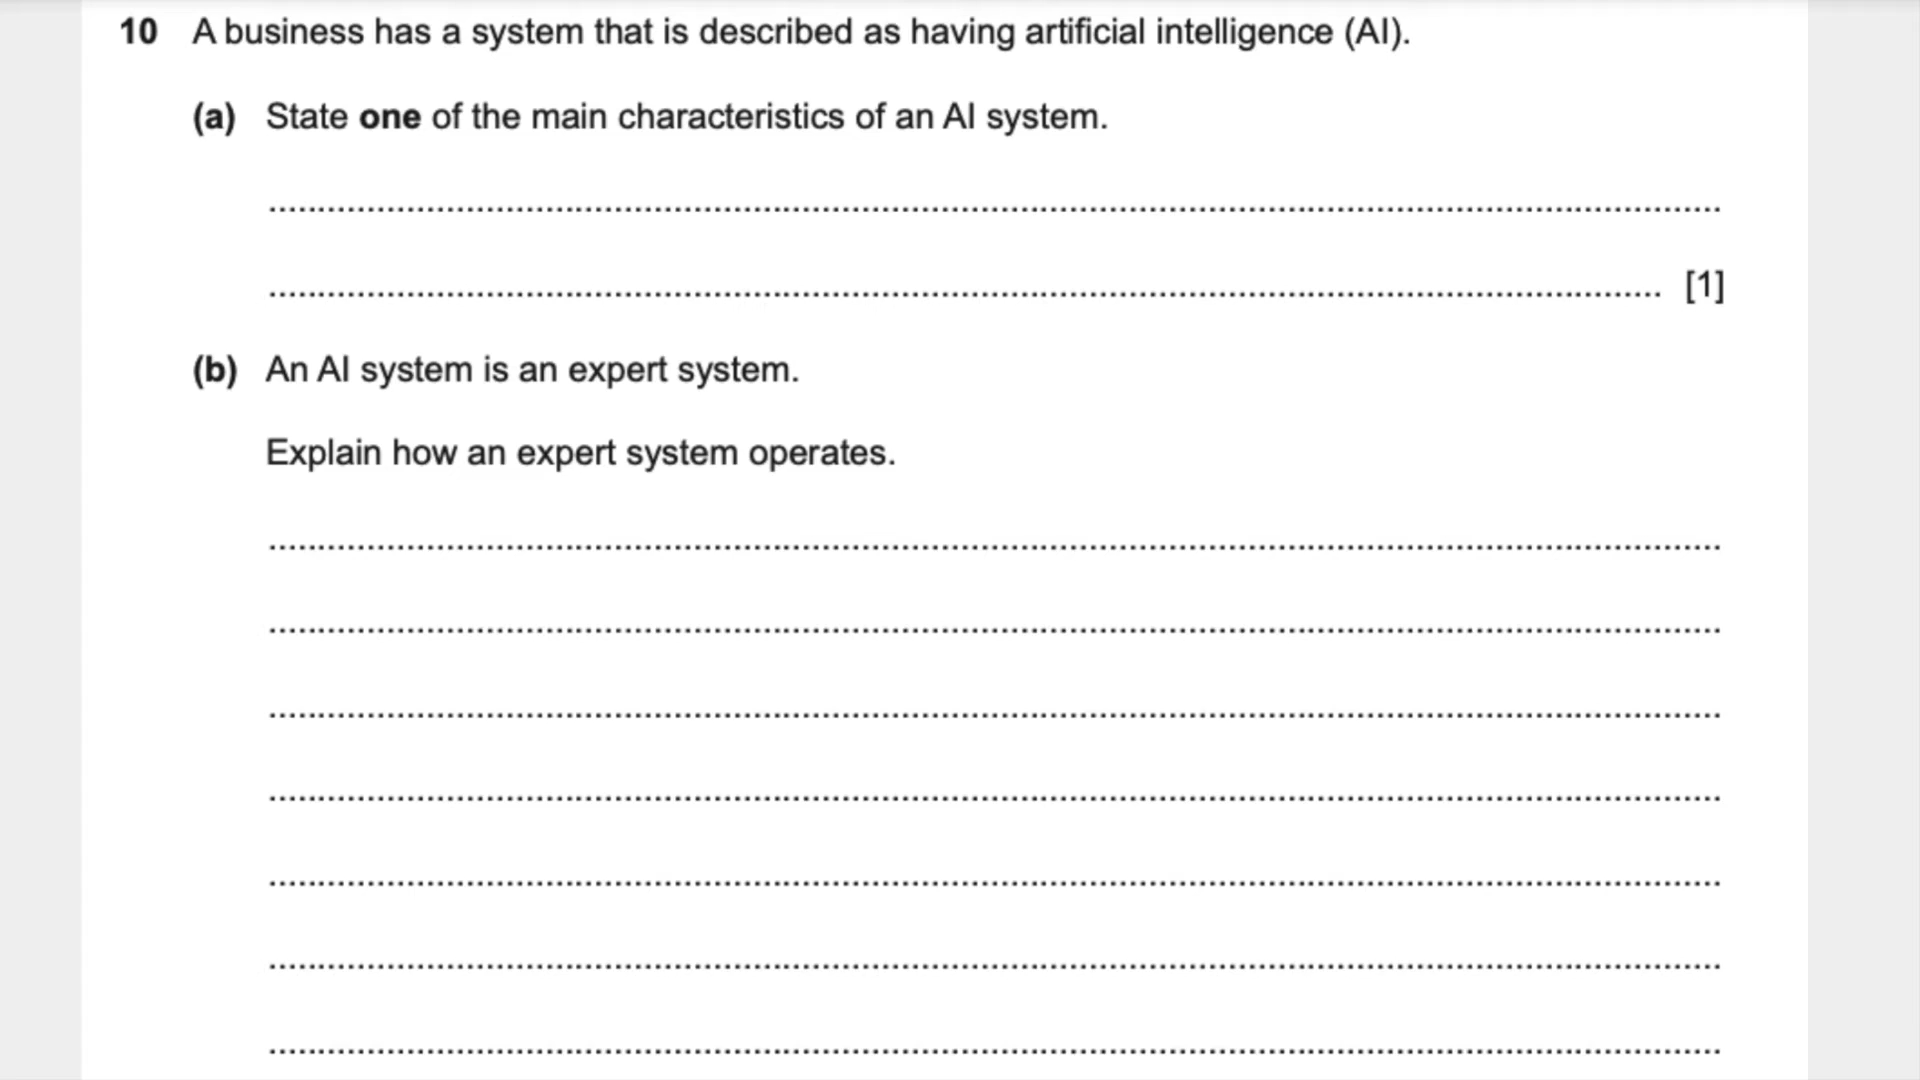 10 A business has a system that is described as having artificial intelligence (AI).
(a) State one of the main characteristics of an AI system.
[1]
(b) An AI system is an expert system.
Explain how an expert system operates.